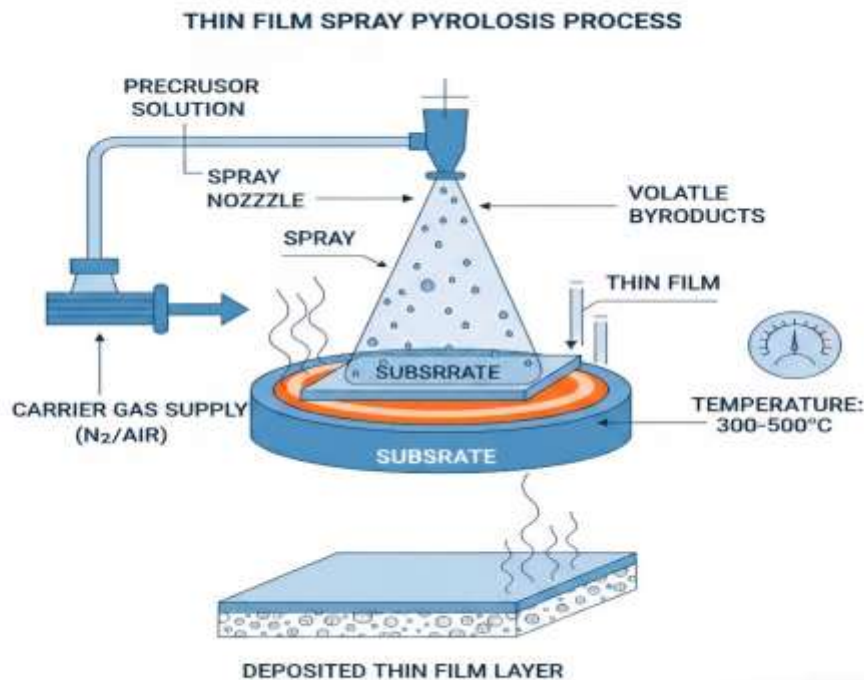 THIN FILM SPRAY PYROLOSIS PROCESS
PRECRUSOR
SOLUTION
SPRAY
NOZZZLE
VOLATLE
BYRODUCTS
SPRAY
THIN FILM
SUBSRRATE
CARRIER GAS SUPPLY
(N₂/AIR)
TEMPERATURE:
300-500°C
SUBSRATE
DEPOSITED THIN FILM LAYER